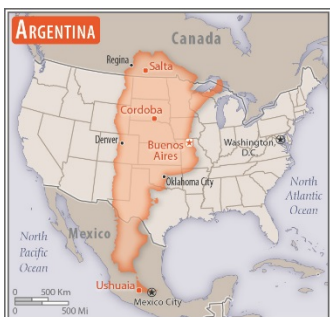 ARGENTINA
Canada
Regina
Salta
Cordoba
Denver
Buenos
Aires
Washington,
D.C.
Oklahoma City
North
Atlantic
Ocean
Mexico
North
Pacific
Ocean
Ushuaia
Mexico City
0 500 Km
0 500 Mi